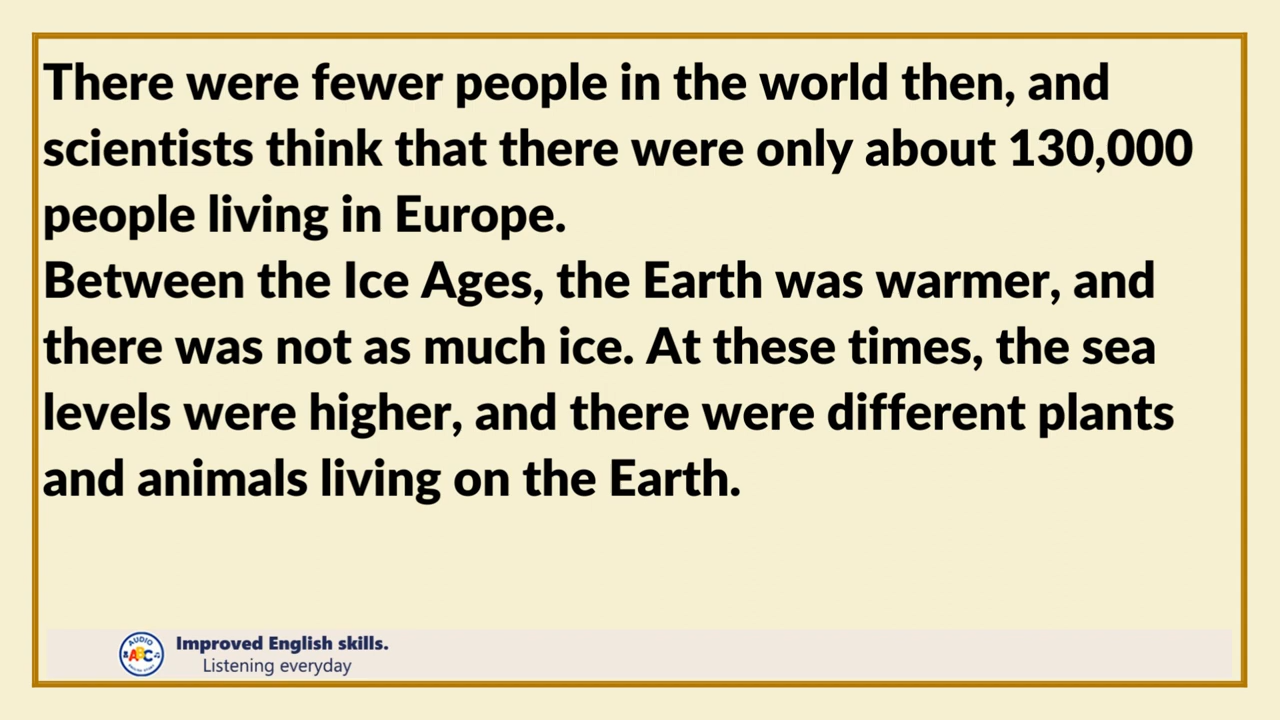 There were fewer people in the world then, and
scientists think that there were only about 130,000
people living in Europe.
Between the Ice Ages, the Earth was warmer, and
there was not as much ice. At these times, the sea
levels were higher, and there were different plants
and animals living on the Earth.
AUDIO
ABC
Improved English skills.
Listening everyday